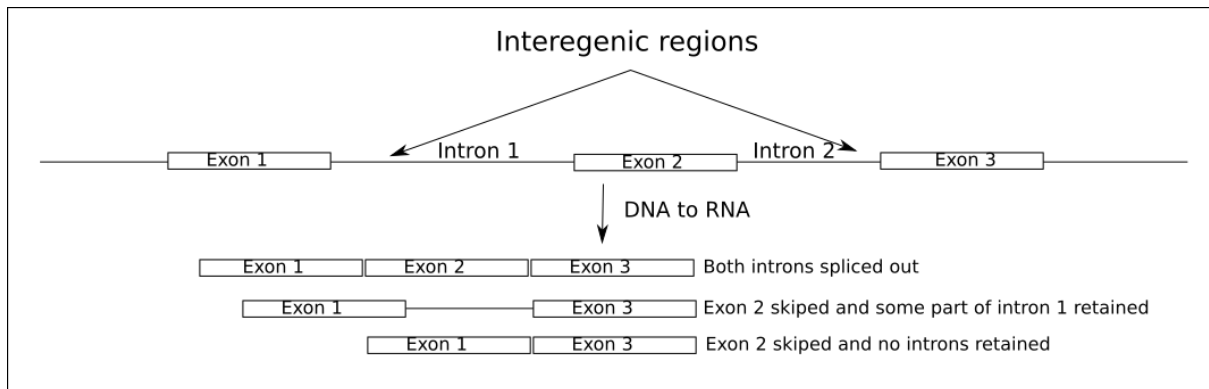 Interegenic regions
Exon 1
Intron 1
Exon 2
Intron 2
Exon 3
DNA to RNA
Exon 1
Exon 2
Exon 3
Both introns spliced out
Exon 1
Exon 3
Exon 2 skiped and some part of intron 1 retained
Exon 1
Exon 3
Exon 2 skiped and no introns retained